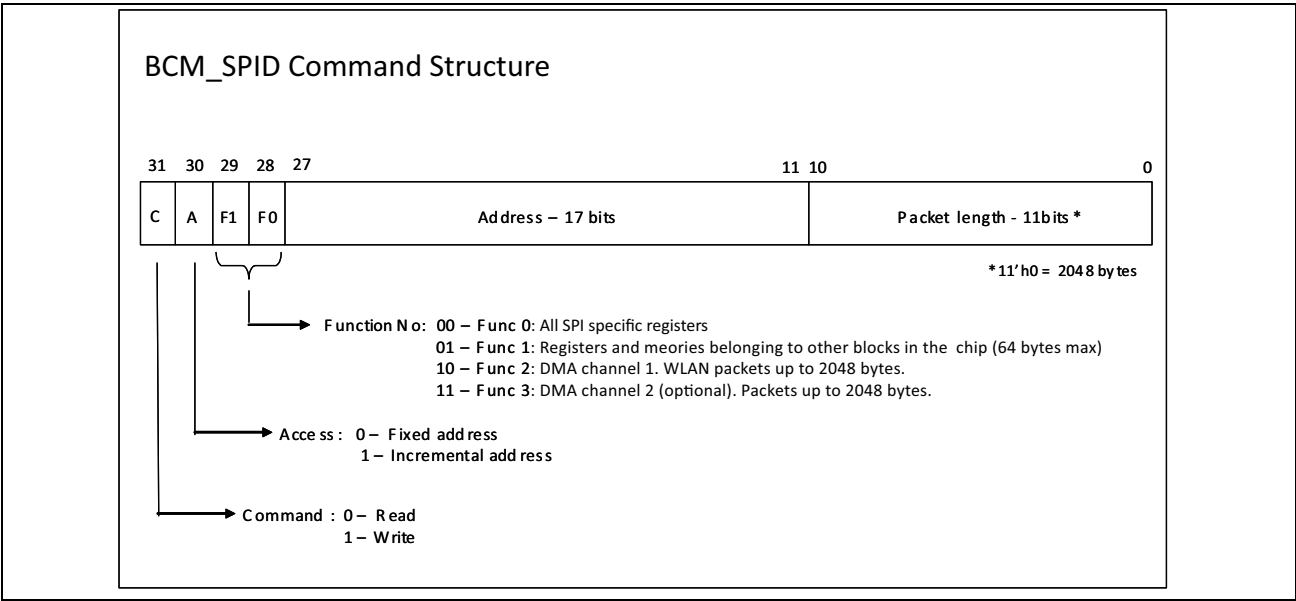 BCM_SPID Command Structure
31 30 29 28 27 11 10 0
C A F1 F0 Address – 17 bits Packet length - 11bits *
*11'h0 = 2048 bytes
Function No: 00 – Func 0: All SPI specific registers
01 – Func 1: Registers and meories belonging to other blocks in the chip (64 bytes max)
10 – Func 2: DMA channel 1. WLAN packets up to 2048 bytes.
11 – Func 3: DMA channel 2 (optional). Packets up to 2048 bytes.
Access : 0 – Fixed address
1 – Incremental address
Command : 0 – Read
1 – Write